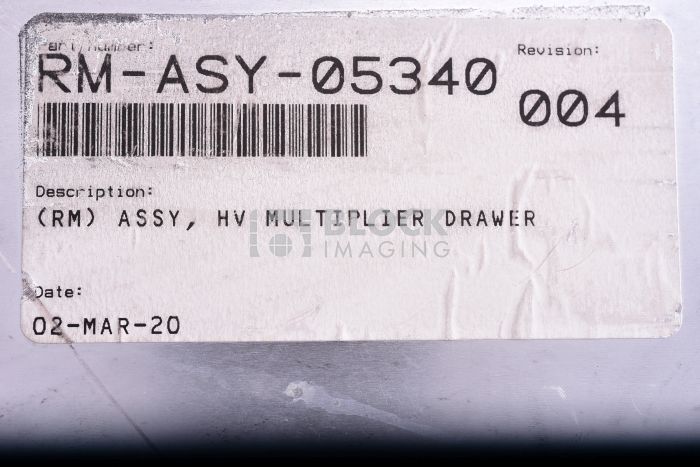 Part Number:
RM-ASY-05340
Revision:
004
Description:
(RM) ASSY, HV MULTIPLIER DRAWER
BLOCK
IMAGING
Date:
02-MAR-20